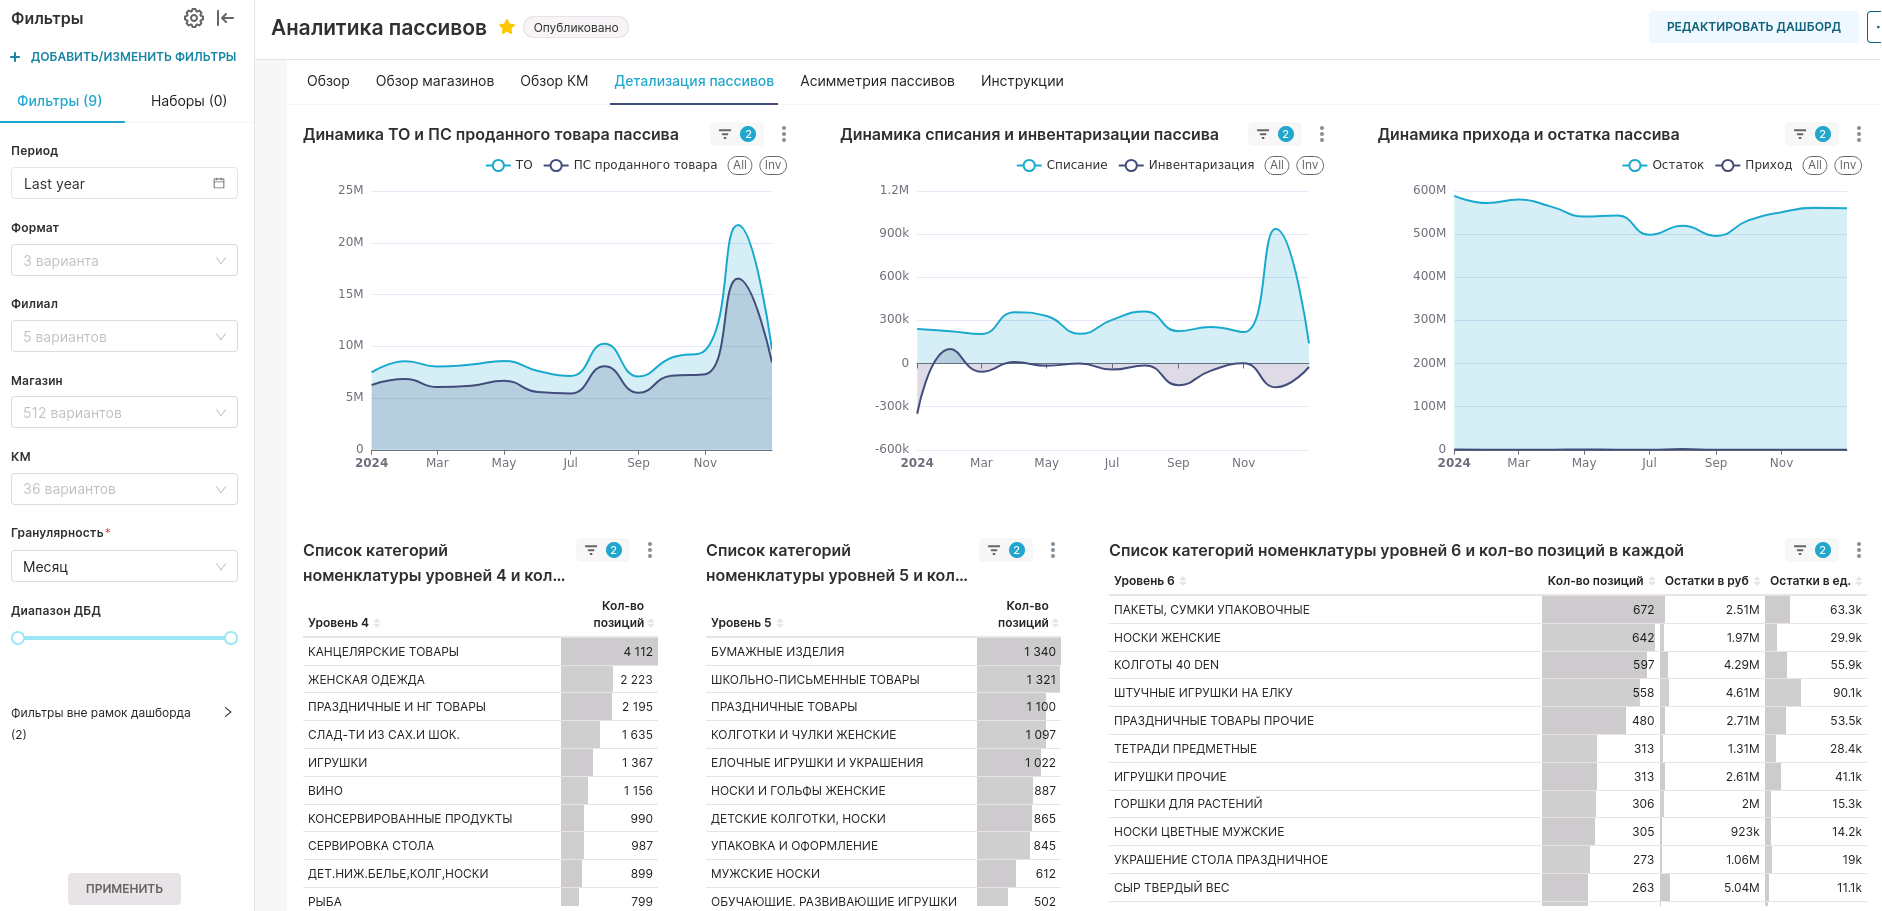 Фильтры
ДОБАВИТЬ/ИЗМЕНИТЬ ФИЛЬТРЫ
Фильтры (9)
Наборы (0)
Период
Last year
Формат
3 варианта
Филиал
5 вариантов
Магазин
512 вариантов
КМ
36 вариантов
Гранулярность*
Месяц
Диапазон ДБД
Фильтры вне рамок дашборда
(2)
ПРИМЕНИТЬ
Аналитика пассивов
Опубликовано
РЕДАКТИРОВАТЬ ДАШБОРД
Обзор
Обзор магазинов
Обзор КМ
Детализация пассивов
Асимметрия пассивов
Инструкции
Динамика ТО и ПС проданного товара пассива
2
ТО
ПС проданного товара
All
Inv
25M
20M
15M
10M
5M
0
2024
Mar
May
Jul
Sep
Nov
Динамика списания и инвентаризации пассива
2
Списание
Инвентаризация
All
Inv
1.2M
900k
600k
300k
0
-300k
-600k
2024
Mar
May
Jul
Sep
Nov
Динамика прихода и остатка пассива
2
Остаток
Приход
All
Inv
600M
500M
400M
300M
200M
100M
0
2024
Mar
May
Jul
Sep
Nov
Список категорий
номенклатуры уровней 4 и кол...
2
Уровень 4
Кол-во
позиций
КАНЦЕЛЯРСКИЕ ТОВАРЫ 4 112
ЖЕНСКАЯ ОДЕЖДА 2 223
ПРАЗДНИЧНЫЕ И НГ ТОВАРЫ 2 195
СЛАД-ТИ ИЗ САХ.И ШОК. 1 635
ИГРУШКИ 1 367
ВИНО 1 156
КОНСЕРВИРОВАННЫЕ ПРОДУКТЫ 990
СЕРВИРОВКА СТОЛА 987
ДЕТ.НИЖ.БЕЛЬЕ,КОЛГ,НОСКИ 899
РЫБА 799
Список категорий
номенклатуры уровней 5 и кол...
2
Уровень 5
Кол-во
позиций
БУМАЖНЫЕ ИЗДЕЛИЯ 1 340
ШКОЛЬНО-ПИСЬМЕННЫЕ ТОВАРЫ 1 321
ПРАЗДНИЧНЫЕ ТОВАРЫ 1 100
КОЛГОТКИ И ЧУЛКИ ЖЕНСКИЕ 1 097
ЕЛОЧНЫЕ ИГРУШКИ И УКРАШЕНИЯ 1 022
НОСКИ И ГОЛЬФЫ ЖЕНСКИЕ 887
ДЕТСКИЕ КОЛГОТКИ, НОСКИ 865
УПАКОВКА И ОФОРМЛЕНИЕ 845
МУЖСКИЕ НОСКИ 612
ОБУЧАЮЩИЕ, РАЗВИВАЮЩИЕ ИГРУШКИ 502
Список категорий номенклатуры уровней 6 и кол-во позиций в каждой
2
Уровень 6 Кол-во позиций Остатки в руб Остатки в ед.
ПАКЕТЫ, СУМКИ УПАКОВОЧНЫЕ 672 2.51M 63.3k
НОСКИ ЖЕНСКИЕ 642 1.97M 29.9k
КОЛГОТЫ 40 DEN 597 4.29M 55.9k
ШТУЧНЫЕ ИГРУШКИ НА ЕЛКУ 558 4.61M 90.1k
ПРАЗДНИЧНЫЕ ТОВАРЫ ПРОЧИЕ 480 2.71M 53.5k
ТЕТРАДИ ПРЕДМЕТНЫЕ 313 1.31M 28.4k
ИГРУШКИ ПРОЧИЕ 313 2.61M 41.1k
ГОРШКИ ДЛЯ РАСТЕНИЙ 306 2M 15.3k
НОСКИ ЦВЕТНЫЕ МУЖСКИЕ 305 923k 14.2k
УКРАШЕНИЕ СТОЛА ПРАЗДНИЧНОЕ 273 1.06M 19k
СЫР ТВЕРДЫЙ ВЕС 263 5.04M 11.1k